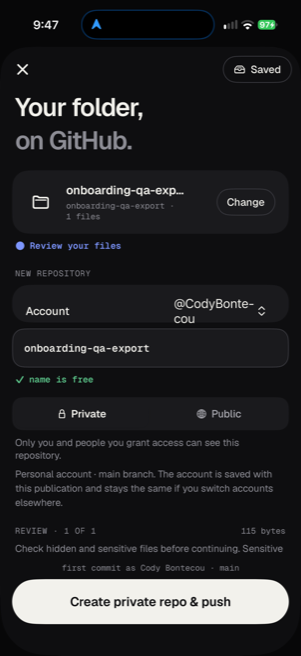 9:47
97
Saved
Your folder,
on GitHub.
onboarding-qa-exp...
onboarding-qa-export ·
1 files
Change
Review your files
NEW REPOSITORY
Account
@CodyBonte-
cou
onboarding-qa-export
name is free
Private
Public
Only you and people you grant access can see this
repository.
Personal account · main branch. The account is saved with
this publication and stays the same if you switch accounts
elsewhere.
REVIEW · 1 OF 1
115 bytes
Check hidden and sensitive files before continuing. Sensitive
first commit as Cody Bontecou · main
Create private repo & push